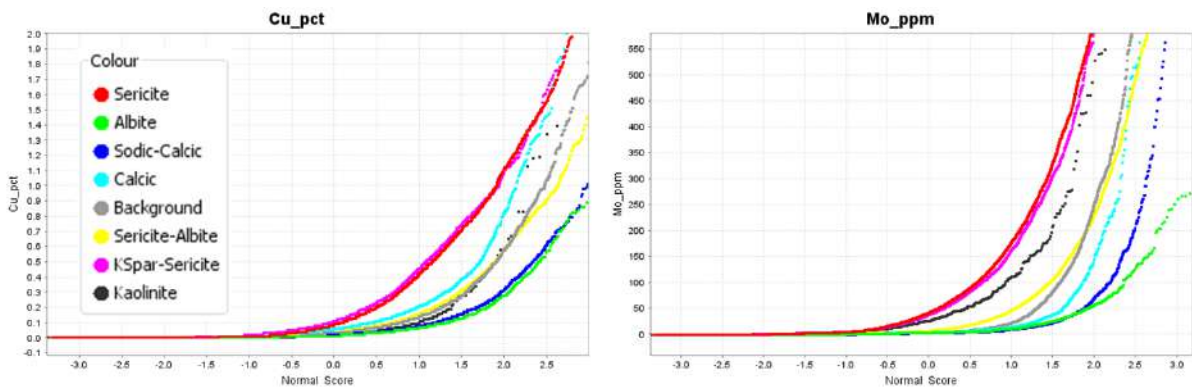 Cu_pct
2.0
1.9
1.8
1.7
1.6
1.5
1.4
1.3
1.2
1.1
1.0
0.9
0.8
0.7
0.6
0.5
0.4
0.3
0.2
0.1
0.0
-0.1
Cu_pct
Colour
Sericite
Albite
Sodic-Calcic
Calcic
Background
Sericite-Albite
KSpar-Sericite
Kaolinite
-3.0 -2.5 -2.0 -1.5 -1.0 -0.5 0.0 0.5 1.0 1.5 2.0 2.5
Normal_Score
Mo_ppm
550
500
450
400
350
300
250
200
150
100
50
0
Mo_ppm
-3.0 -2.5 -2.0 -1.5 -1.0 -0.5 0.0 0.5 1.0 1.5 2.0 2.5 3.0
Normal_Score